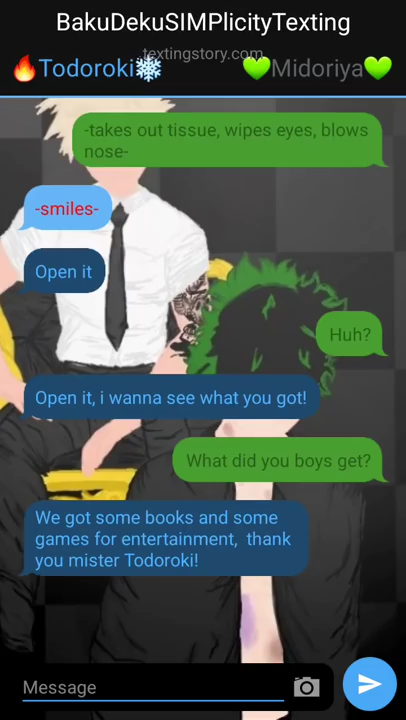 BakuDekuSIMPlicityTexting
textingstory.com
🔥Todoroki❄️
💚Midoriya💚
-takes out tissue, wipes eyes, blows
nose-
-smiles-
Open it
Huh?
Open it, i wanna see what you got!
What did you boys get?
We got some books and some
games for entertainment, thank
you mister Todoroki!
Message